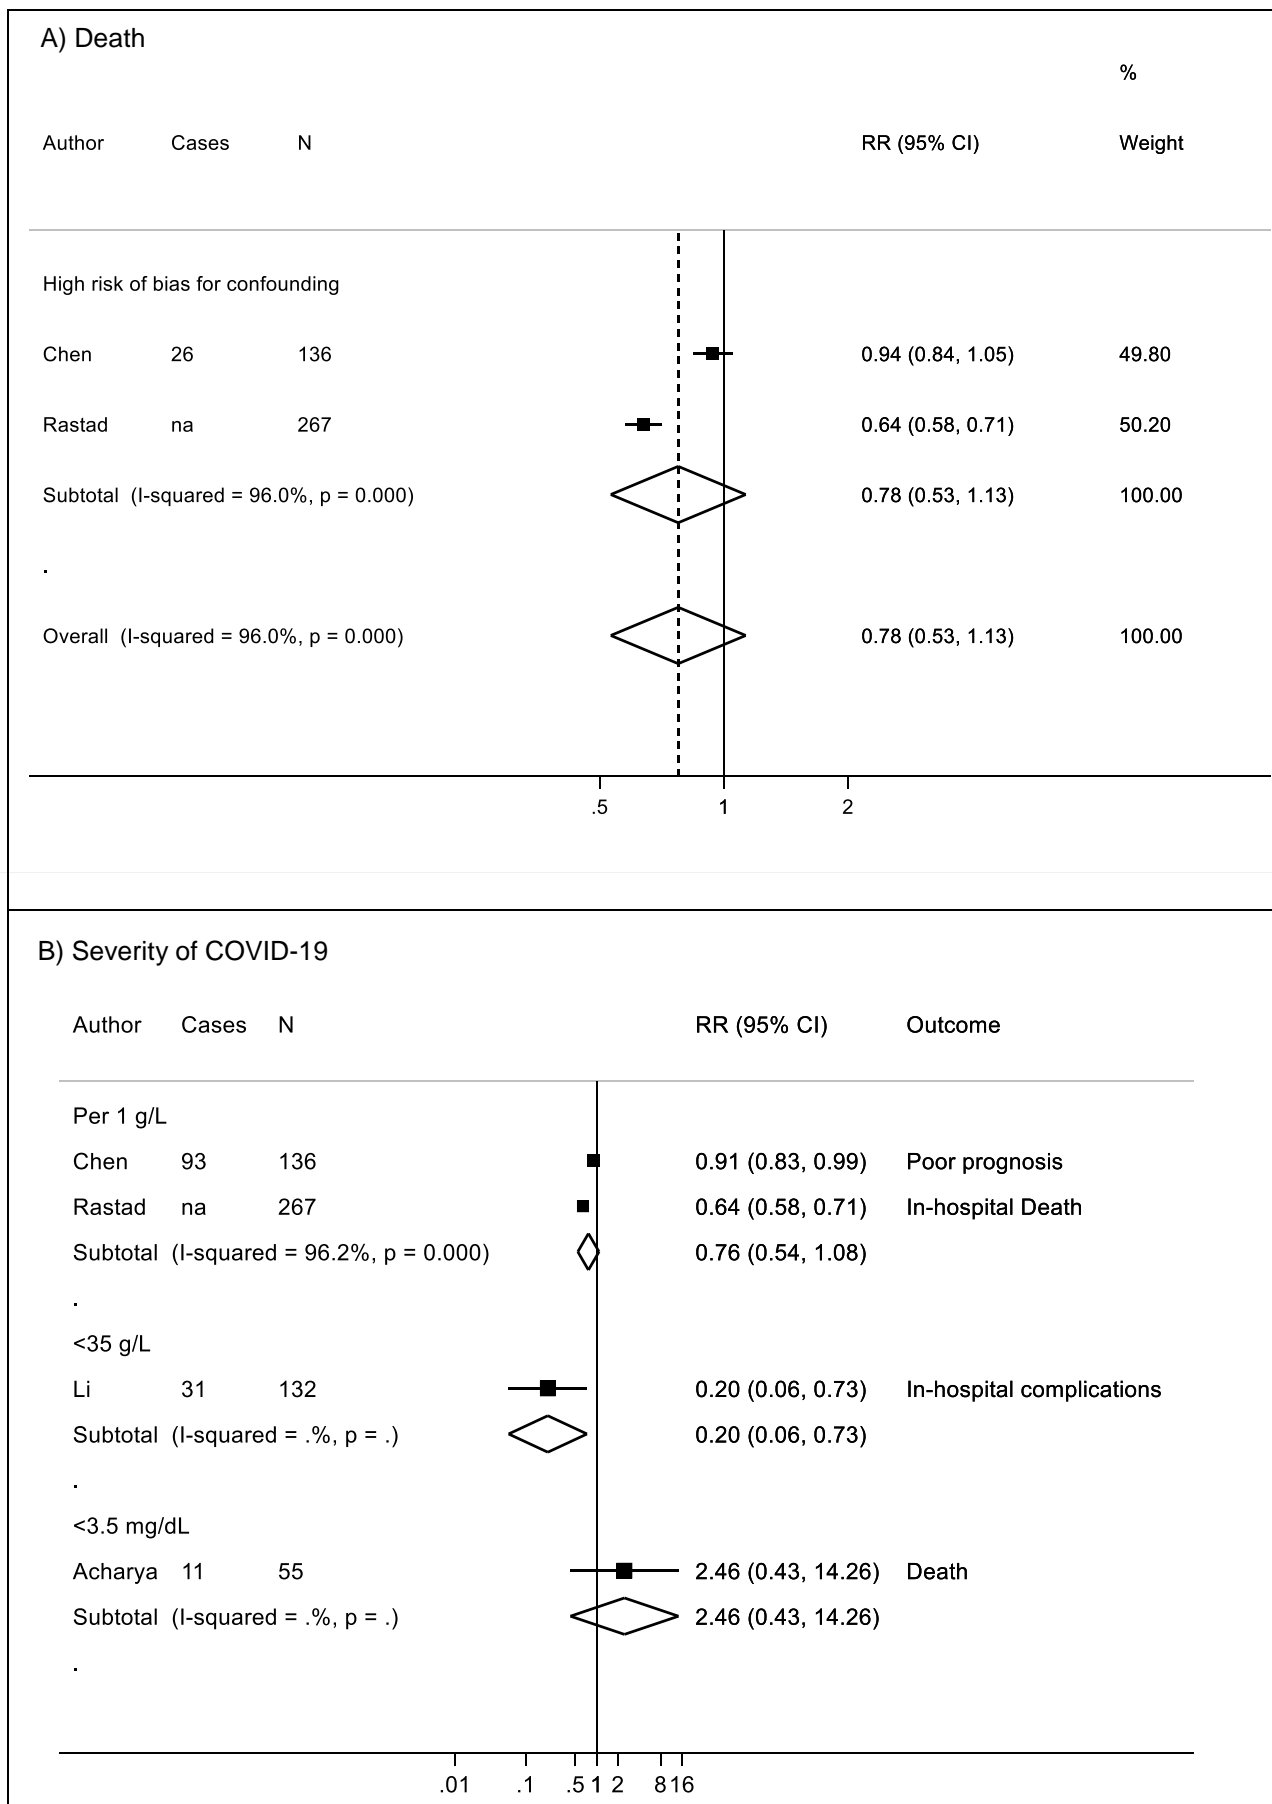 A) Death
%
Author Cases N RR (95% CI) Weight
High risk of bias for confounding
Chen 26 136 0.94 (0.84, 1.05) 49.80
Rastad na 267 0.64 (0.58, 0.71) 50.20
Subtotal (I-squared = 96.0%, p = 0.000) 0.78 (0.53, 1.13) 100.00
.
Overall (I-squared = 96.0%, p = 0.000) 0.78 (0.53, 1.13) 100.00
.5 1 2
B) Severity of COVID-19
Author Cases N RR (95% CI) Outcome
Per 1 g/L
Chen 93 136 0.91 (0.83, 0.99) Poor prognosis
Rastad na 267 0.64 (0.58, 0.71) In-hospital Death
Subtotal (I-squared = 96.2%, p = 0.000) 0.76 (0.54, 1.08)
.
<35 g/L
Li 31 132 0.20 (0.06, 0.73) In-hospital complications
Subtotal (I-squared = .%, p = .) 0.20 (0.06, 0.73)
.
<3.5 mg/dL
Acharya 11 55 2.46 (0.43, 14.26) Death
Subtotal (I-squared = .%, p = .) 2.46 (0.43, 14.26)
.
.01 .1 .5 1 2 8 16